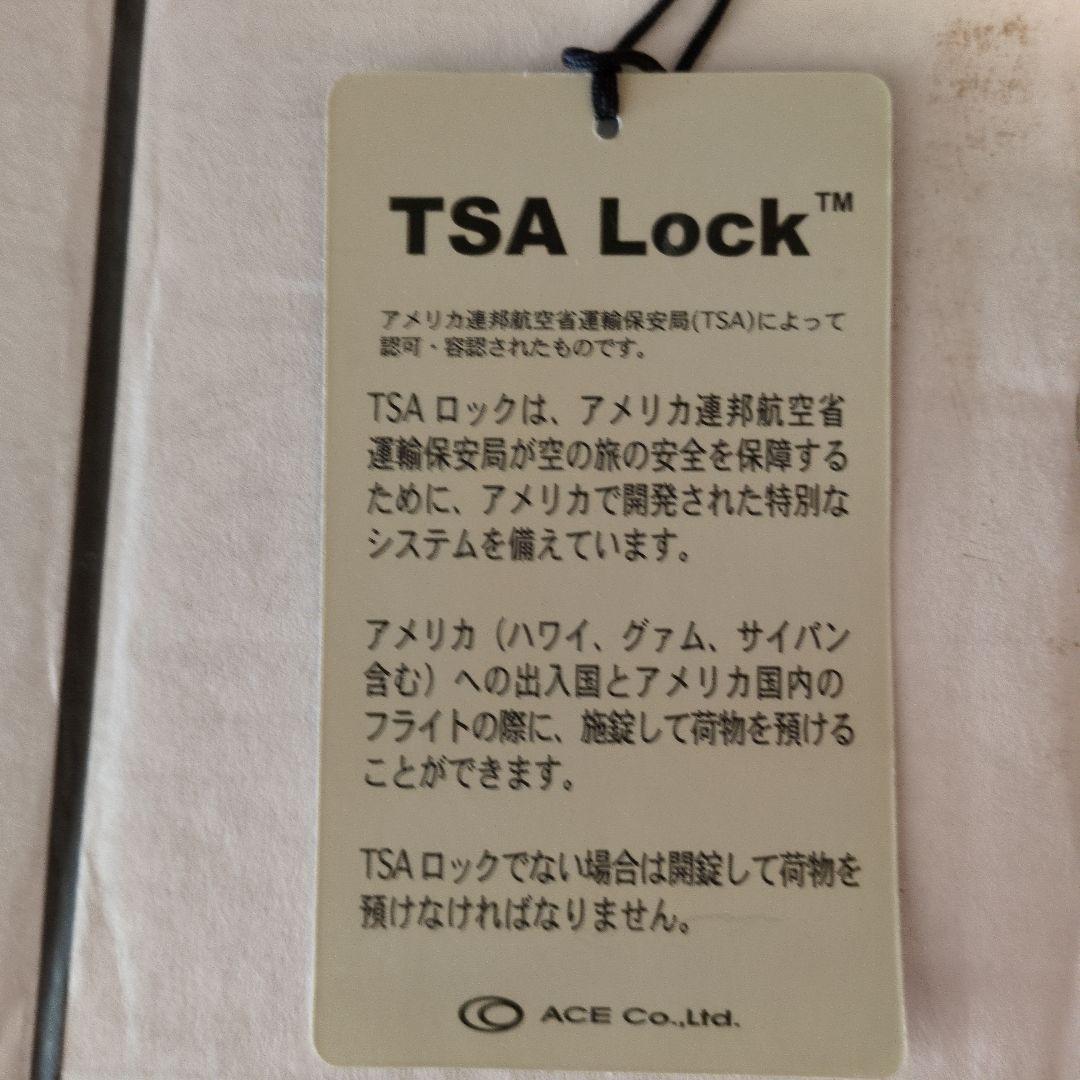 TSA Lock™
アメリカ連邦航空省運輸保安局(TSA)によって
認可・容認されたものです。
TSA ロックは、アメリカ連邦航空省
運輸保安局が空の旅の安全を保障する
ために、アメリカで開発された特別な
システムを備えています。
アメリカ（ハワイ、グァム、サイパン
含む）への出入国とアメリカ国内の
フライトの際に、施錠して荷物を預ける
ことができます。
TSA ロックでない場合は開錠して荷物を
預けなければなりません。
ACE Co.,Ltd.